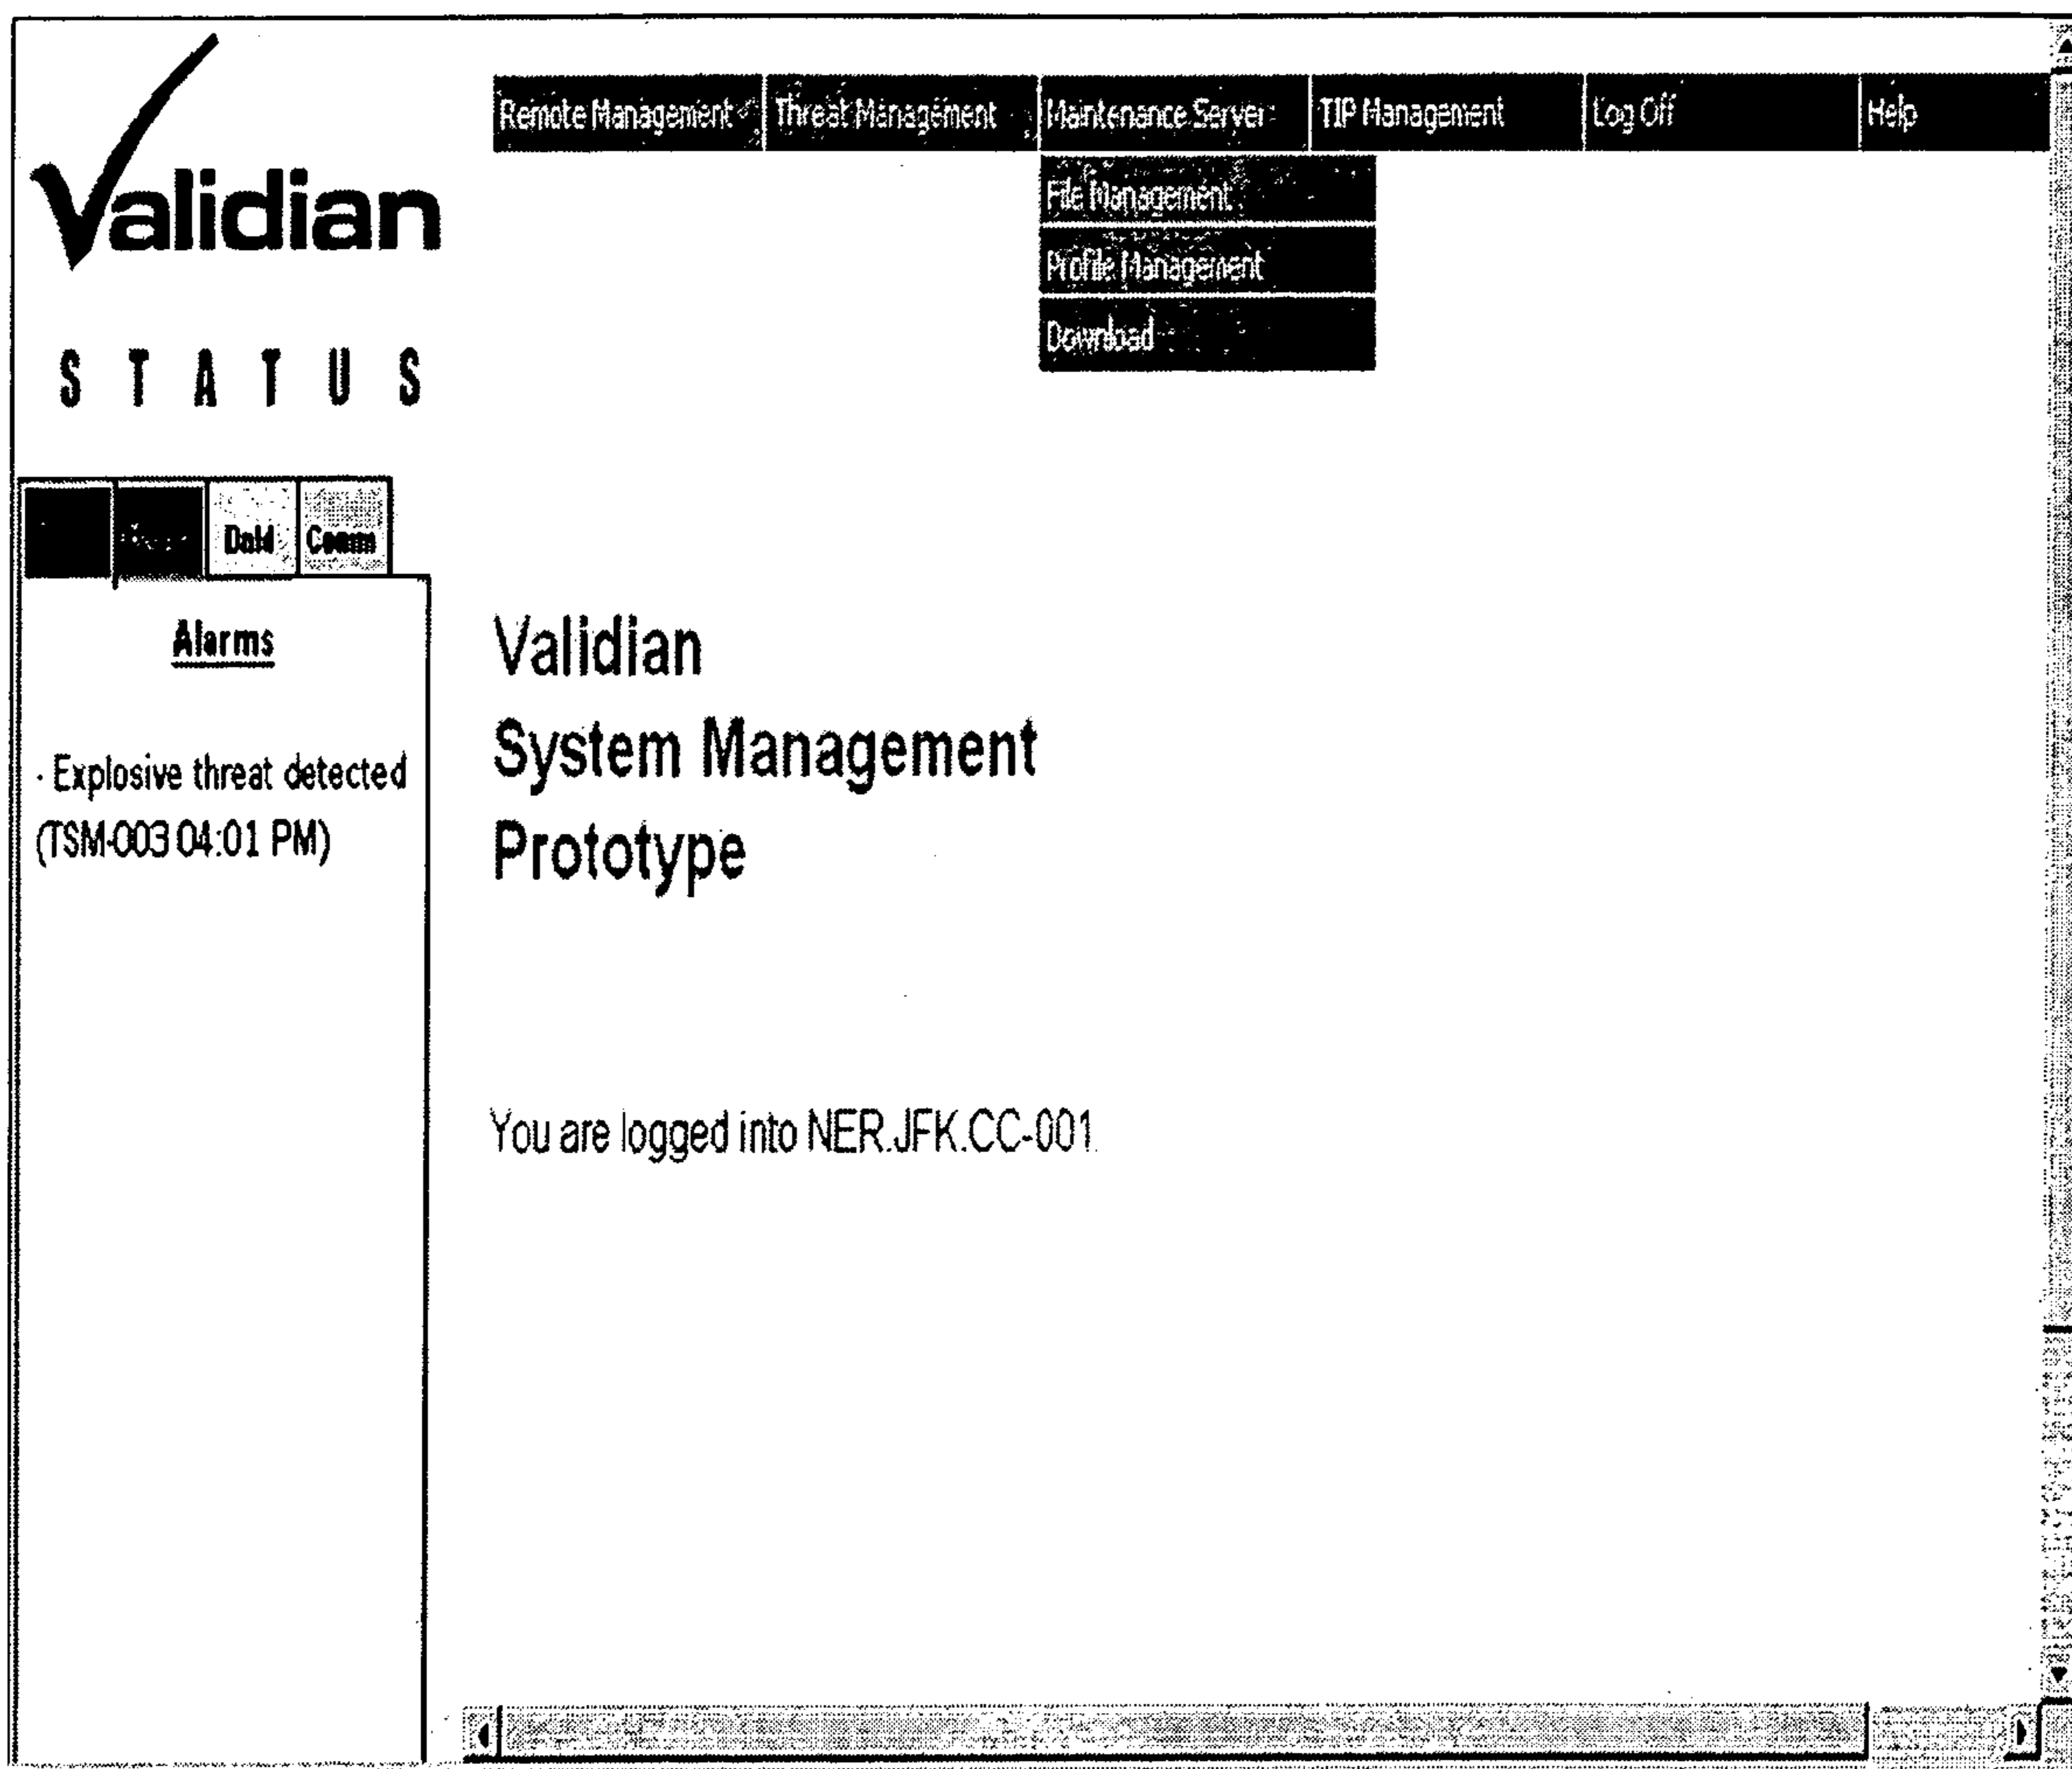 Validian
Remote Management
Threat Management
Maintenance Server
TIP Management
Log Off
Help
File Management
Profile Management
Download
STATUS
Dnld
Comm
Alarms
· Explosive threat detected
(TSM-003 04:01 PM)
Validian
System Management
Prototype
You are logged into NER.JFK.CC-001.